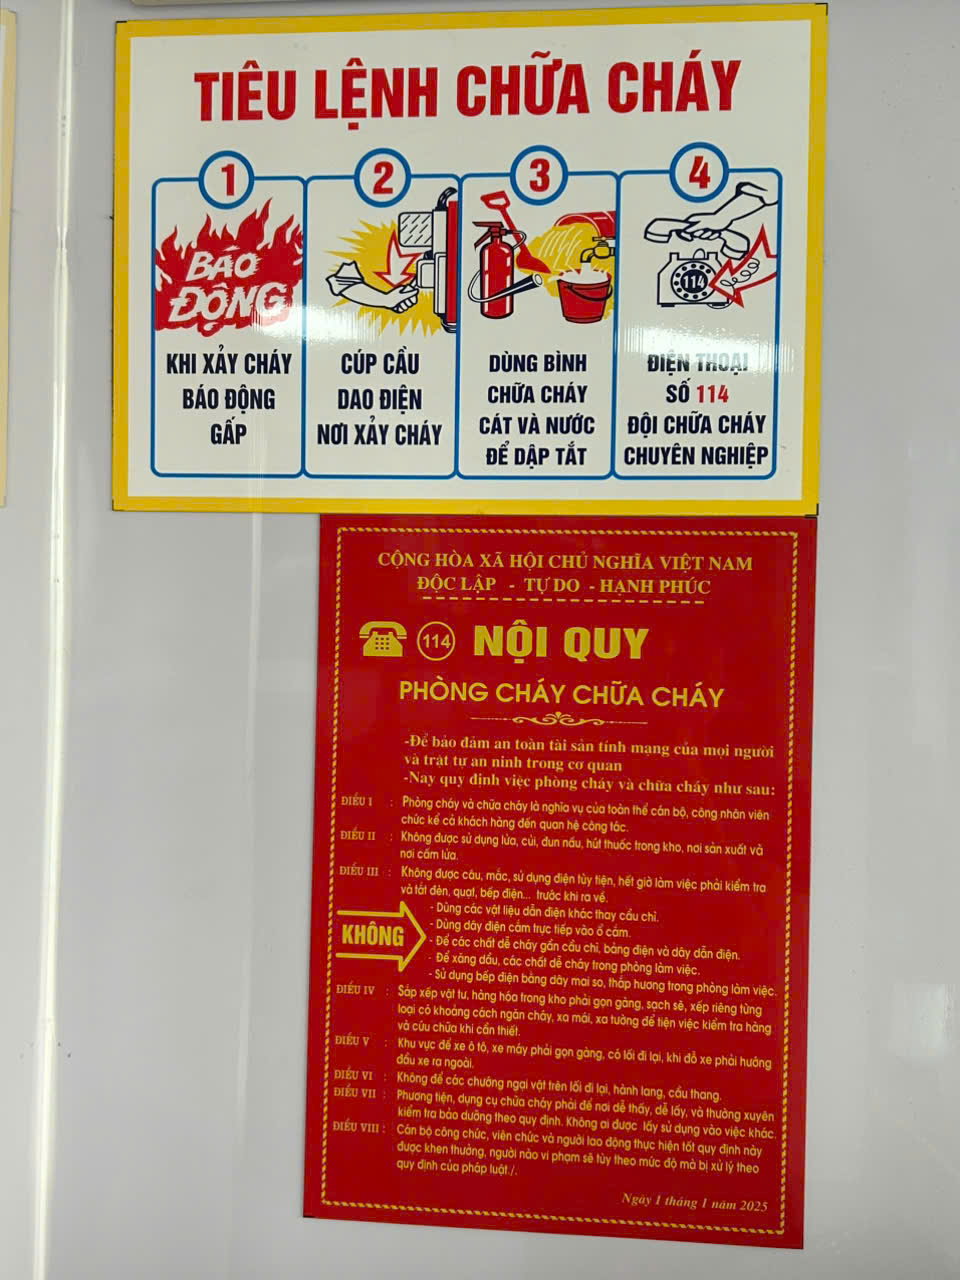 TIÊU LỆNH CHỮA CHÁY
1
BÁO
ĐỘNG
KHI XẢY CHÁY
BÁO ĐỘNG
GẤP
2
CÚP CẦU
DAO ĐIỆN
NƠI XẢY CHÁY
3
DÙNG BÌNH
CHỮA CHÁY
CÁT VÀ NƯỚC
ĐỂ DẬP TẮT
4
114
ĐIỆN THOẠI
SỐ 114
ĐỘI CHỮA CHÁY
CHUYÊN NGHIỆP
CỘNG HÒA XÃ HỘI CHỦ NGHĨA VIỆT NAM
ĐỘC LẬP - TỰ DO - HẠNH PHÚC
114 NỘI QUY
PHÒNG CHÁY CHỮA CHÁY
-Để bảo đảm an toàn tài sản tính mạng của mọi người
và trật tự an ninh trong cơ quan
-Nay quy định việc phòng cháy và chữa cháy như sau:
ĐIỀU I : Phòng cháy và chữa cháy là nghĩa vụ của toàn thể cán bộ, công nhân viên
chức kể cả khách hàng đến quan hệ công tác.
ĐIỀU II : Không được sử dụng lửa, củi, đun nấu, hút thuốc trong kho, nơi sản xuất và
nơi cấm lửa.
ĐIỀU III : Không được câu, mắc, sử dụng điện tùy tiện, hết giờ làm việc phải kiểm tra
và tắt đèn, quạt, bếp điện... trước khi ra về.
KHÔNG
- Dùng các vật liệu dẫn điện khác thay cầu chì.
- Dùng dây điện cắm trực tiếp vào ổ cắm.
- Để các chất dễ cháy gần cầu chì, bảng điện và dây dẫn điện.
- Để xăng dầu, các chất dễ cháy trong phòng làm việc.
- Sử dụng bếp điện bằng dây mai so, thắp hương trong phòng làm việc.
ĐIỀU IV : Sắp xếp vật tư, hàng hóa trong kho phải gọn gàng, sạch sẽ, xếp riêng từng
loại có khoảng cách ngăn cháy, xa mái, xa tường để tiện việc kiểm tra hàng
và cứu chữa khi cần thiết.
ĐIỀU V : Khu vực để xe ô tô, xe máy phải gọn gàng, có lối đi lại, khi đỗ xe phải hướng
đầu xe ra ngoài.
ĐIỀU VI : Không để các chướng ngại vật trên lối đi lại, hành lang, cầu thang.
ĐIỀU VII : Phương tiện, dụng cụ chữa cháy phải để nơi dễ thấy, dễ lấy, và thường xuyên
kiểm tra bảo dưỡng theo quy định. Không ai được lấy sử dụng vào việc khác.
ĐIỀU VIII : Cán bộ công chức, viên chức và người lao động thực hiện tốt quy định này
được khen thưởng, người nào vi phạm sẽ tùy theo mức độ mà bị xử lý theo
quy định của pháp luật./.
Ngày 1 tháng 1 năm 2025